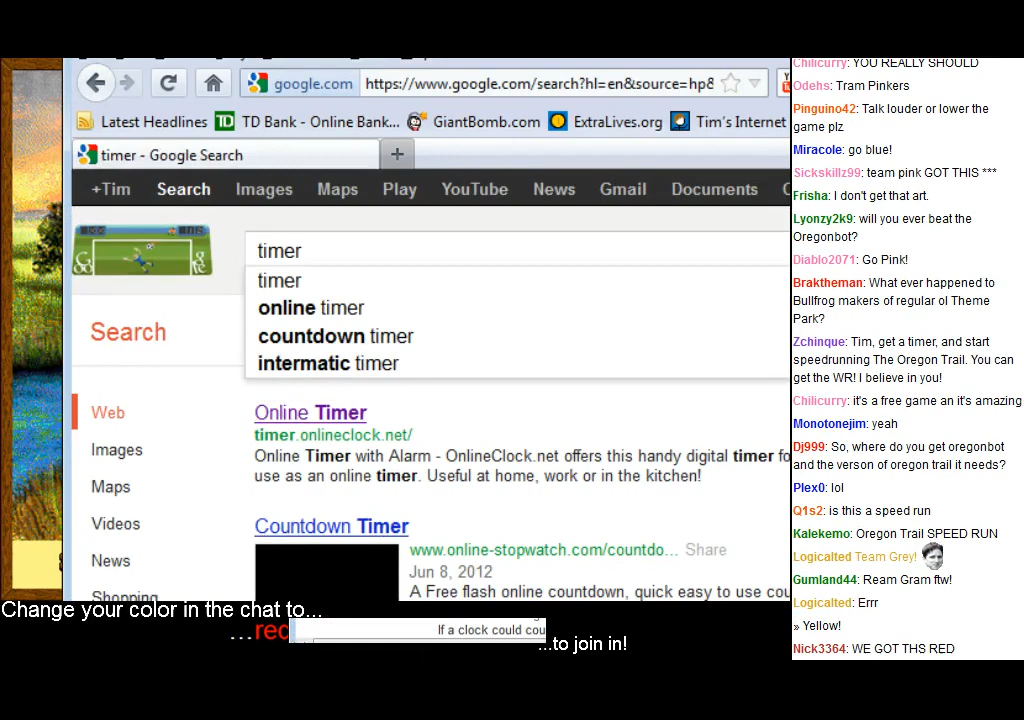 google.com https://www.google.com/search?hl=en&source=hp&
Latest Headlines TD TD Bank - Online Bank... GiantBomb.com ExtraLives.org Tim's Internet
timer - Google Search +
+Tim Search Images Maps Play YouTube News Gmail Documents
timer
timer
online timer
countdown timer
intermatic timer
Search
Web
Images
Maps
Videos
News
Shopping
Online Timer
timer.onlineclock.net/
Online Timer with Alarm - OnlineClock.net offers this handy digital timer fo
use as an online timer. Useful at home, work or in the kitchen!
Countdown Timer
www.online-stopwatch.com/countdo... Share
Jun 8, 2012
A Free flash online countdown, quick easy to use cou
Change your color in the chat to...
...red
If a clock could cou
...to join in!
Chilicurry: YOU REALLY SHOULD
Odehs: Tram Pinkers
Pinguino42: Talk louder or lower the
game plz
Miracole: go blue!
Sickskillz99: team pink GOT THIS ***
Frisha: I don't get that art.
Lyonzy2k9: will you ever beat the
Oregonbot?
Diablo2071: Go Pink!
Braktheman: What ever happened to
Bullfrog makers of regular ol Theme
Park?
Zchinque: Tim, get a timer, and start
speedrunning The Oregon Trail. You can
get the WR! I believe in you!
Chilicurry: it's a free game an it's amazing
Monotonejim: yeah
Dj999: So, where do you get oregonbot
and the verson of oregon trail it needs?
Plex0: lol
Q1s2: is this a speed run
Kalekemo: Oregon Trail SPEED RUN
Logicalted Team Grey!
Gumland44: Ream Gram ftw!
Logicalted: Errr
» Yellow!
Nick3364: WE GOT THS RED